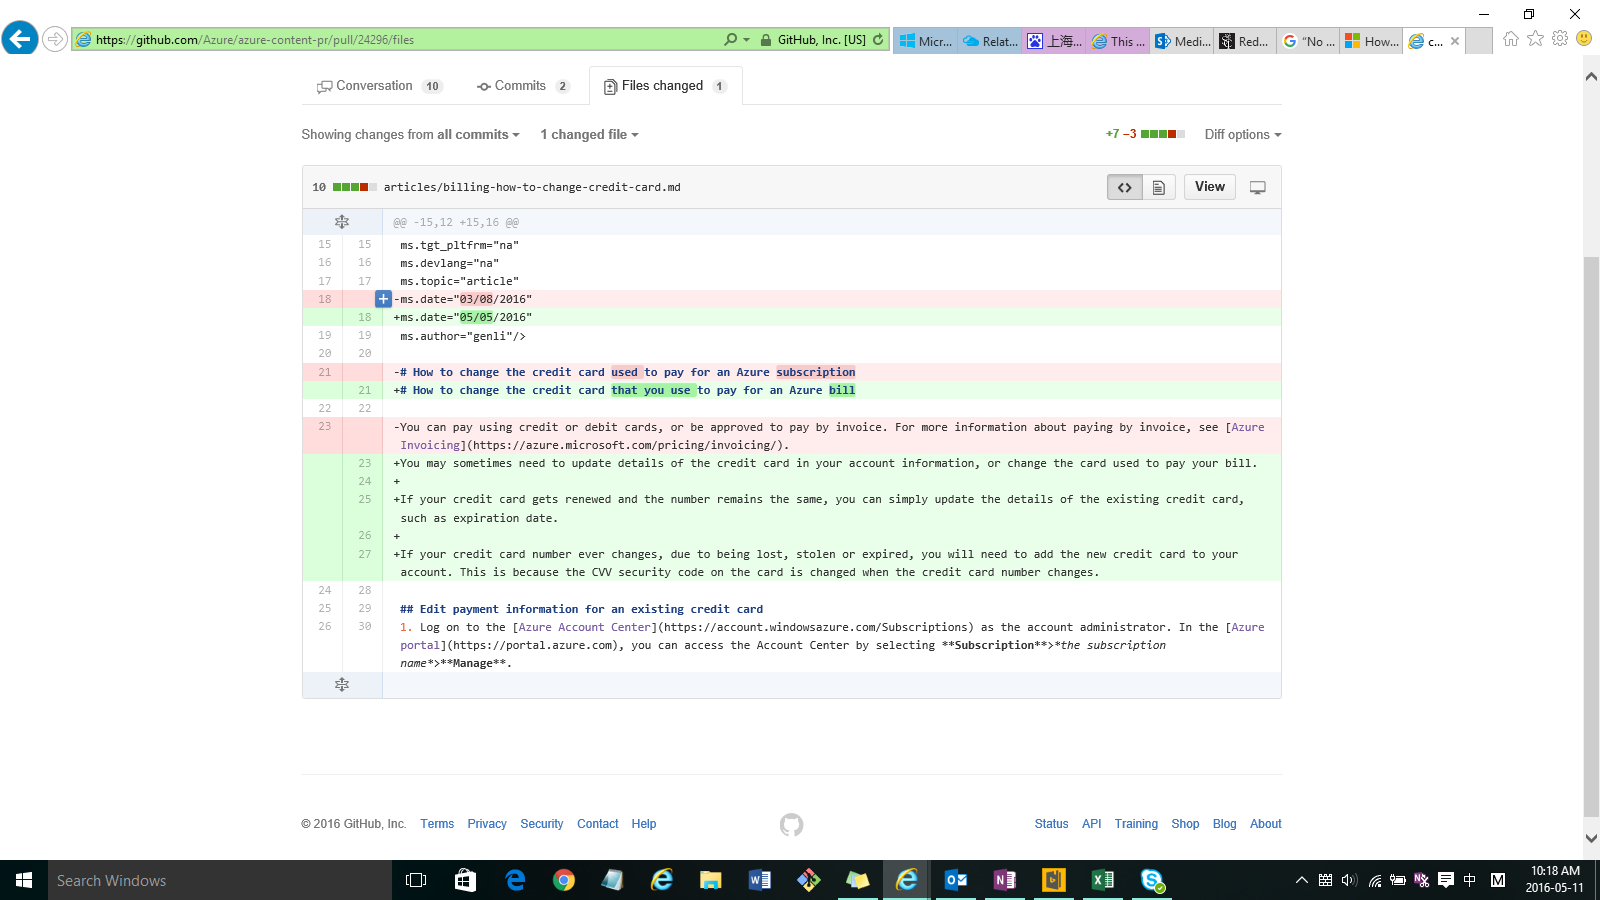 https://github.com/Azure/azure-content-pr/pull/24296/files
GitHub, Inc. [US]
Micr...
Relat...
上海...
This ...
Medi...
Red...
"No ...
How...
c...
Conversation 10
Commits 2
Files changed 1
Showing changes from all commits
1 changed file
+7 −3
Diff options
10 articles/billing-how-to-change-credit-card.md
View
@@ -15,12 +15,16 @@
15 15 ms.tgt_pltfrm="na"
16 16 ms.devlang="na"
17 17 ms.topic="article"
18 -ms.date="03/08/2016"
18 +ms.date="05/05/2016"
19 19 ms.author="genli"/>
20 20
21 -# How to change the credit card used to pay for an Azure subscription
21 +# How to change the credit card that you use to pay for an Azure bill
22 22
23 -You can pay using credit or debit cards, or be approved to pay by invoice. For more information about paying by invoice, see [Azure
Invoicing](https://azure.microsoft.com/pricing/invoicing/).
23 +You may sometimes need to update details of the credit card in your account information, or change the card used to pay your bill.
24 +
25 +If your credit card gets renewed and the number remains the same, you can simply update the details of the existing credit card,
such as expiration date.
26 +
27 +If your credit card number ever changes, due to being lost, stolen or expired, you will need to add the new credit card to your
account. This is because the CVV security code on the card is changed when the credit card number changes.
24 28
25 29 ## Edit payment information for an existing credit card
26 30 1. Log on to the [Azure Account Center](https://account.windowsazure.com/Subscriptions) as the account administrator. In the [Azure
portal](https://portal.azure.com), you can access the Account Center by selecting **Subscription**>*the subscription
name*>**Manage**.
© 2016 GitHub, Inc. Terms Privacy Security Contact Help
Status API Training Shop Blog About
Search Windows
中
M
10:18 AM
2016-05-11